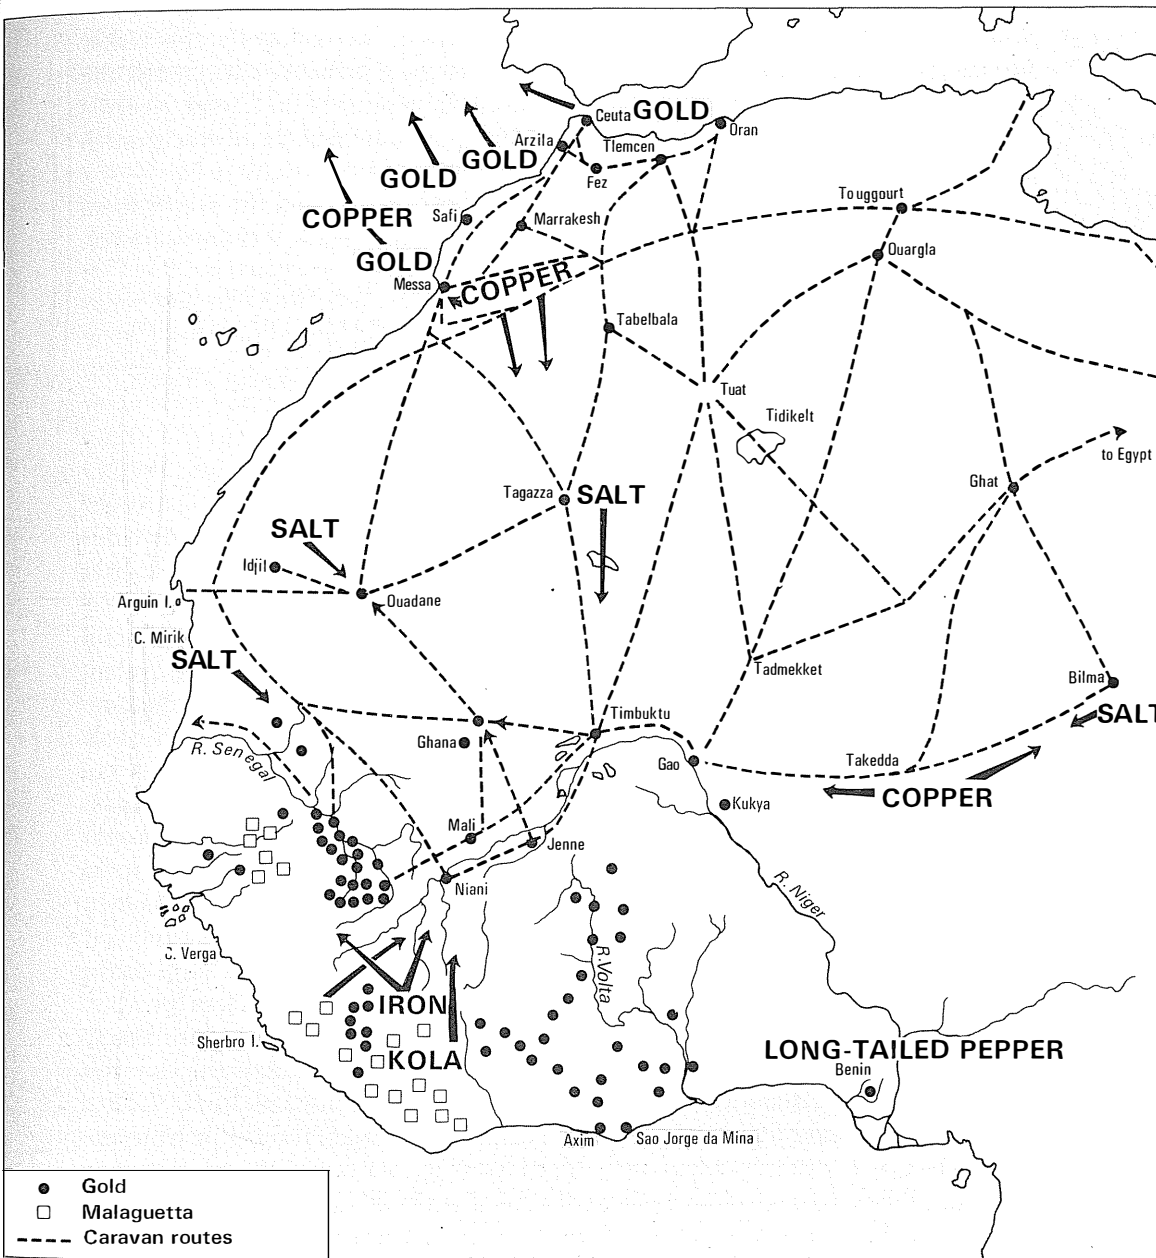 Ceuta
GOLD
Oran
Arzila
Tlemcen
GOLD
Fez
GOLD
COPPER
Safi
Marrakesh
Touggourt
Ouargla
GOLD
Messa
COPPER
Tabelbala
Tuat
Tidikelt
to Egypt
Ghat
Tagazza
SALT
SALT
Idjil
Ouadane
Arguin I.
C. Mirik
SALT
Tadmekket
Bilma
SALT
Timbuktu
R. Senegal
Ghana
Gao
Takedda
COPPER
Kukya
Mali
Jenne
Niani
R. Niger
C. Verga
R. Volta
IRON
Sherbro I.
KOLA
LONG-TAILED PEPPER
Benin
Axim
Sao Jorge da Mina
Gold
Malaguetta
Caravan routes